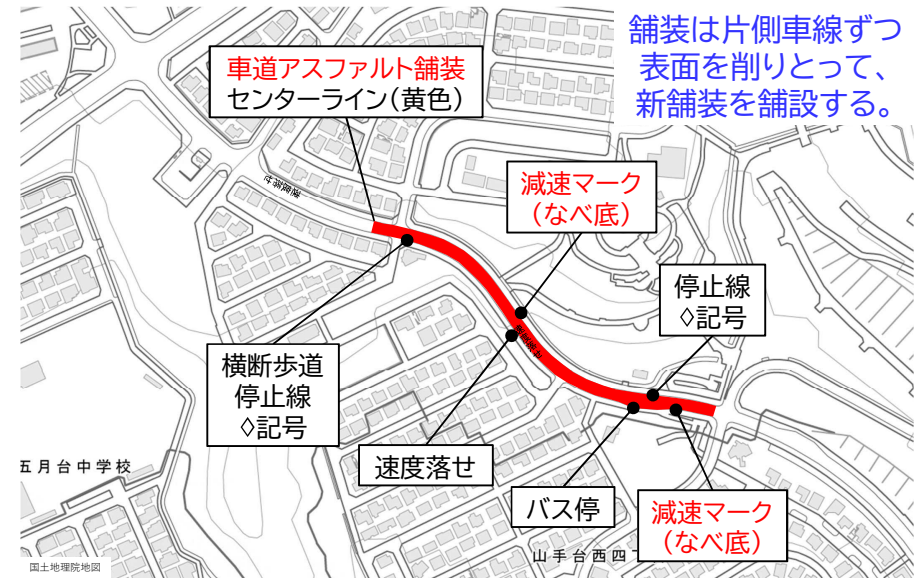 舗装は片側車線ずつ
表面を削りとって、
新舗装を舗設する。
車道アスファルト舗装
センターライン(黄色)
減速マーク
(なべ底)
停止線
◊記号
横断歩道
停止線
◊記号
速度落せ
バス停
減速マーク
(なべ底)
五月台中学校
山手台西四
国土地理院地図